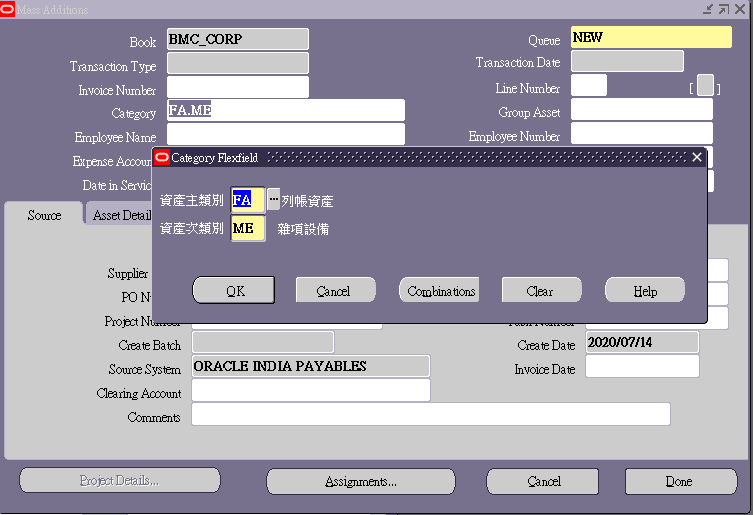 Mass Additions
Book BMC_CORP
Queue NEW
Transaction Type
Transaction Date
Invoice Number
Line Number [ ]
Category FA.ME
Group Asset
Employee Name
Employee Number
Expense Accoun
Date in Servic
Category Flexfield
資產主類別 FA ... 列帳資產
資產次類別 ME 雜項設備
OK Cancel Combinations Clear Help
Source Asset Detail
Supplier
PO N
Project Number
Create Batch
Create Date 2020/07/14
Source System ORACLE INDIA PAYABLES
Invoice Date
Clearing Account
Comments
Project Details... Assignments... Cancel Done